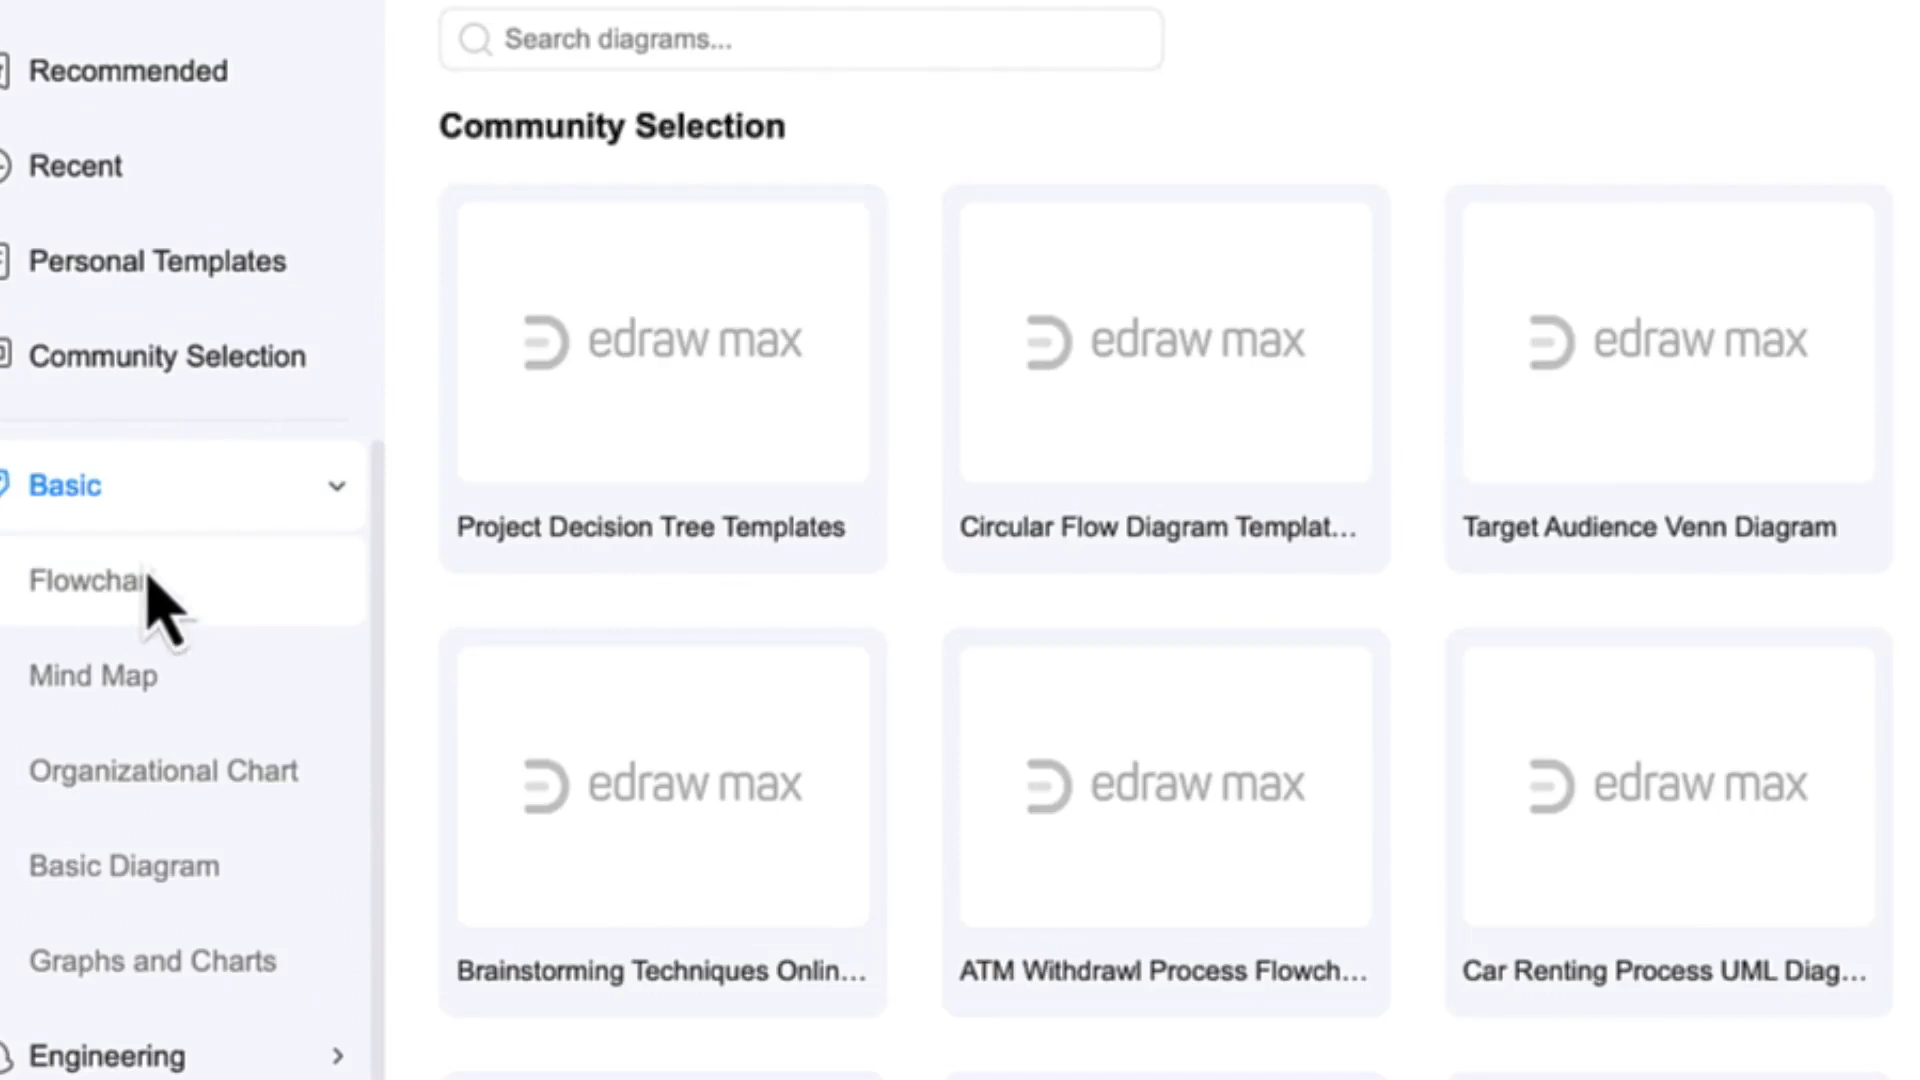 Search diagrams...
Recommended
Recent
Personal Templates
Community Selection
Basic
Mind Map
Organizational Chart
Basic Diagram
Graphs and Charts
Engineering
Community Selection
edraw max
edraw max
edraw max
Project Decision Tree Templates
Circular Flow Diagram Templat...
Target Audience Venn Diagram
edraw max
edraw max
edraw max
Brainstorming Techniques Onlin...
ATM Withdrawl Process Flowch...
Car Renting Process UML Diag...